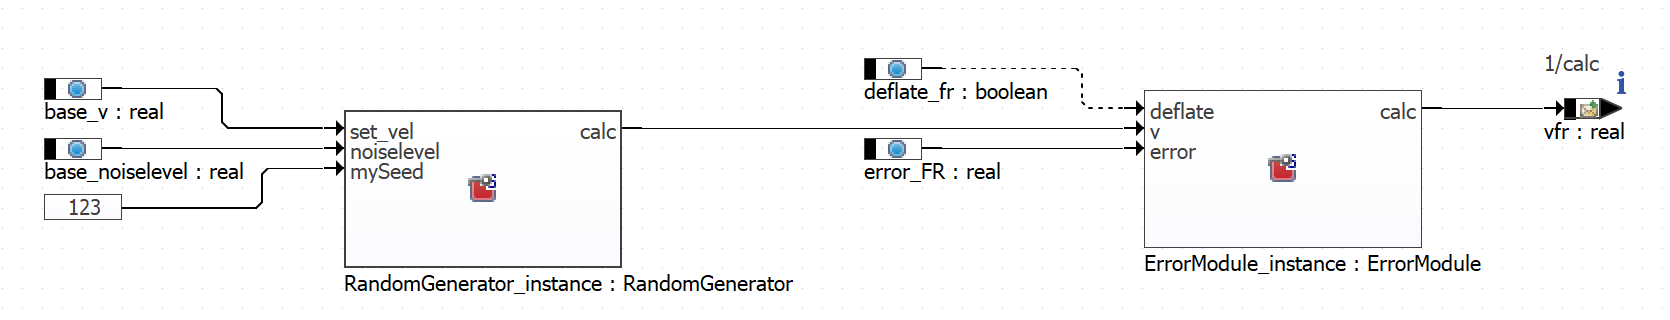 1/calc
i
deflate_fr : boolean
base_v : real
deflate
calc
vfr : real
set_vel
calc
v
noiselevel
error
base_noiselevel : real
mySeed
error_FR : real
123
ErrorModule_instance : ErrorModule
RandomGenerator_instance : RandomGenerator